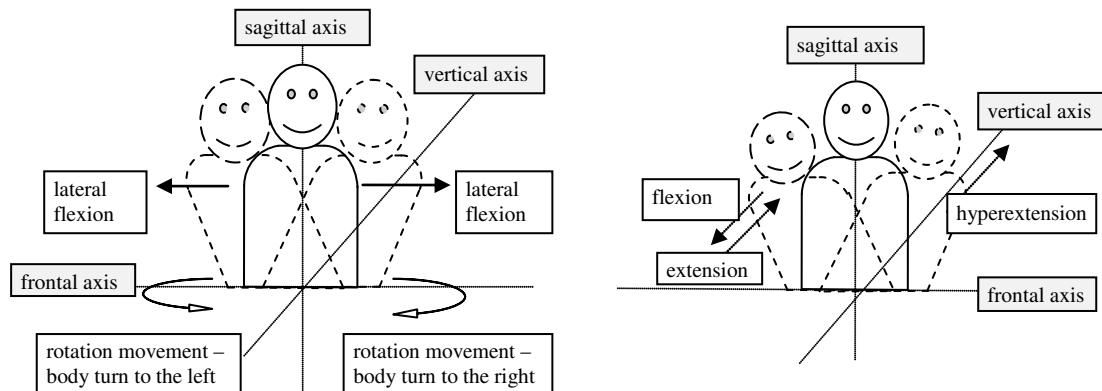 sagittal axis
vertical axis
lateral
flexion
lateral
flexion
frontal axis
rotation movement –
body turn to the left
rotation movement –
body turn to the right
sagittal axis
vertical axis
flexion
hyperextension
extension
frontal axis